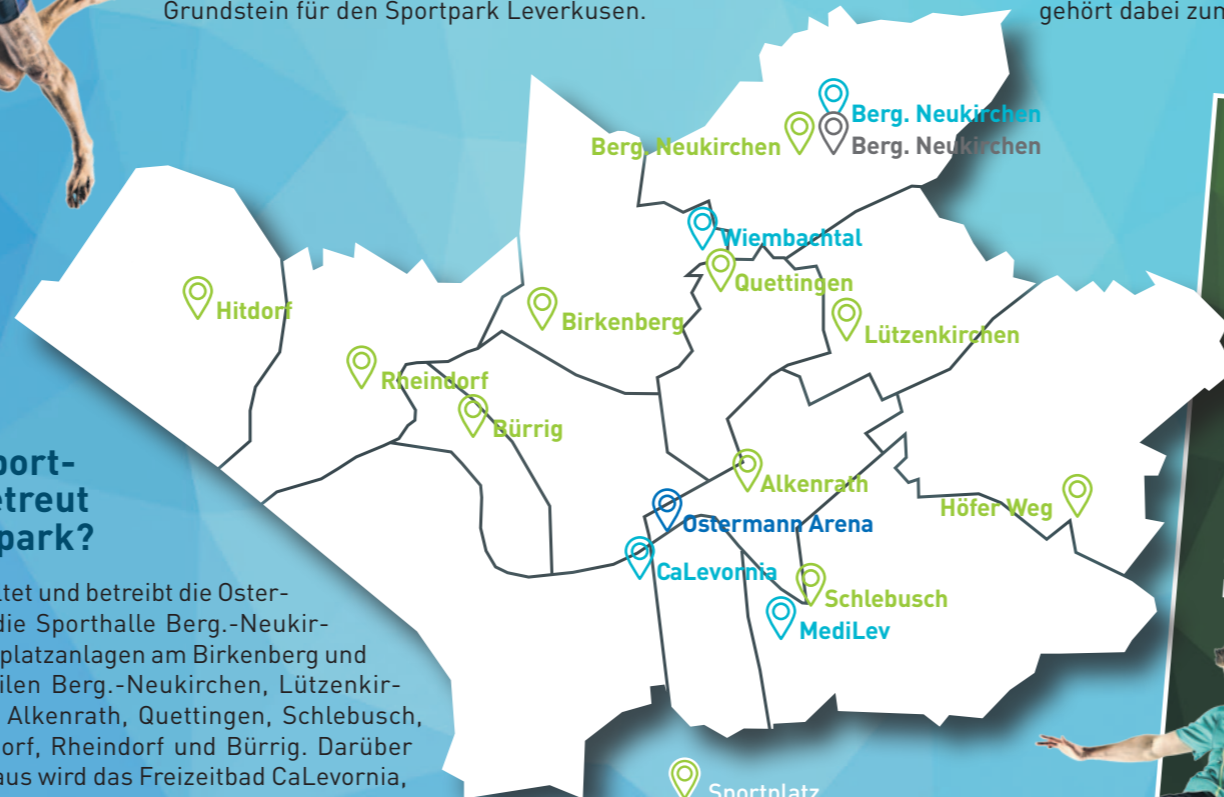 Grundstein für den Sportpark Leverkusen.
gehört dabei
Berg. Neukirchen
Berg. Neukirchen
Berg. Neukirchen
Wiembachtal
Quettingen
Hitdorf
Birkenberg
Lützenkirchen
Rheindorf
Bürrig
Alkenrath
Höfer Weg
Ostermann Arena
CaLevornia
Schlebusch
MediLev
port-
etreut
park?
ltet und betreibt die Oster-
die Sporthalle Berg.-Neukir-
platzanlagen am Birkenberg und
ilen Berg.-Neukirchen, Lützenkir-
Alkenrath, Quettingen, Schlebusch,
orf, Rheindorf und Bürrig. Darüber
aus wird das Freizeitbad CaLevornia,
Sportplatz